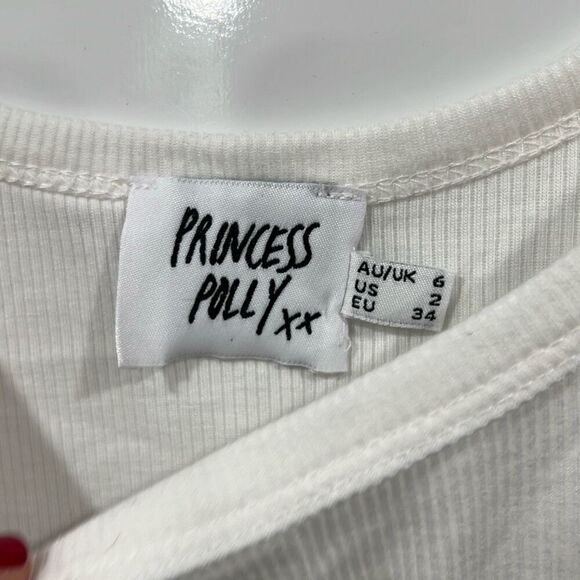 PRINCESS
POLLY xx
AU/UK 6
US 2
EU 34